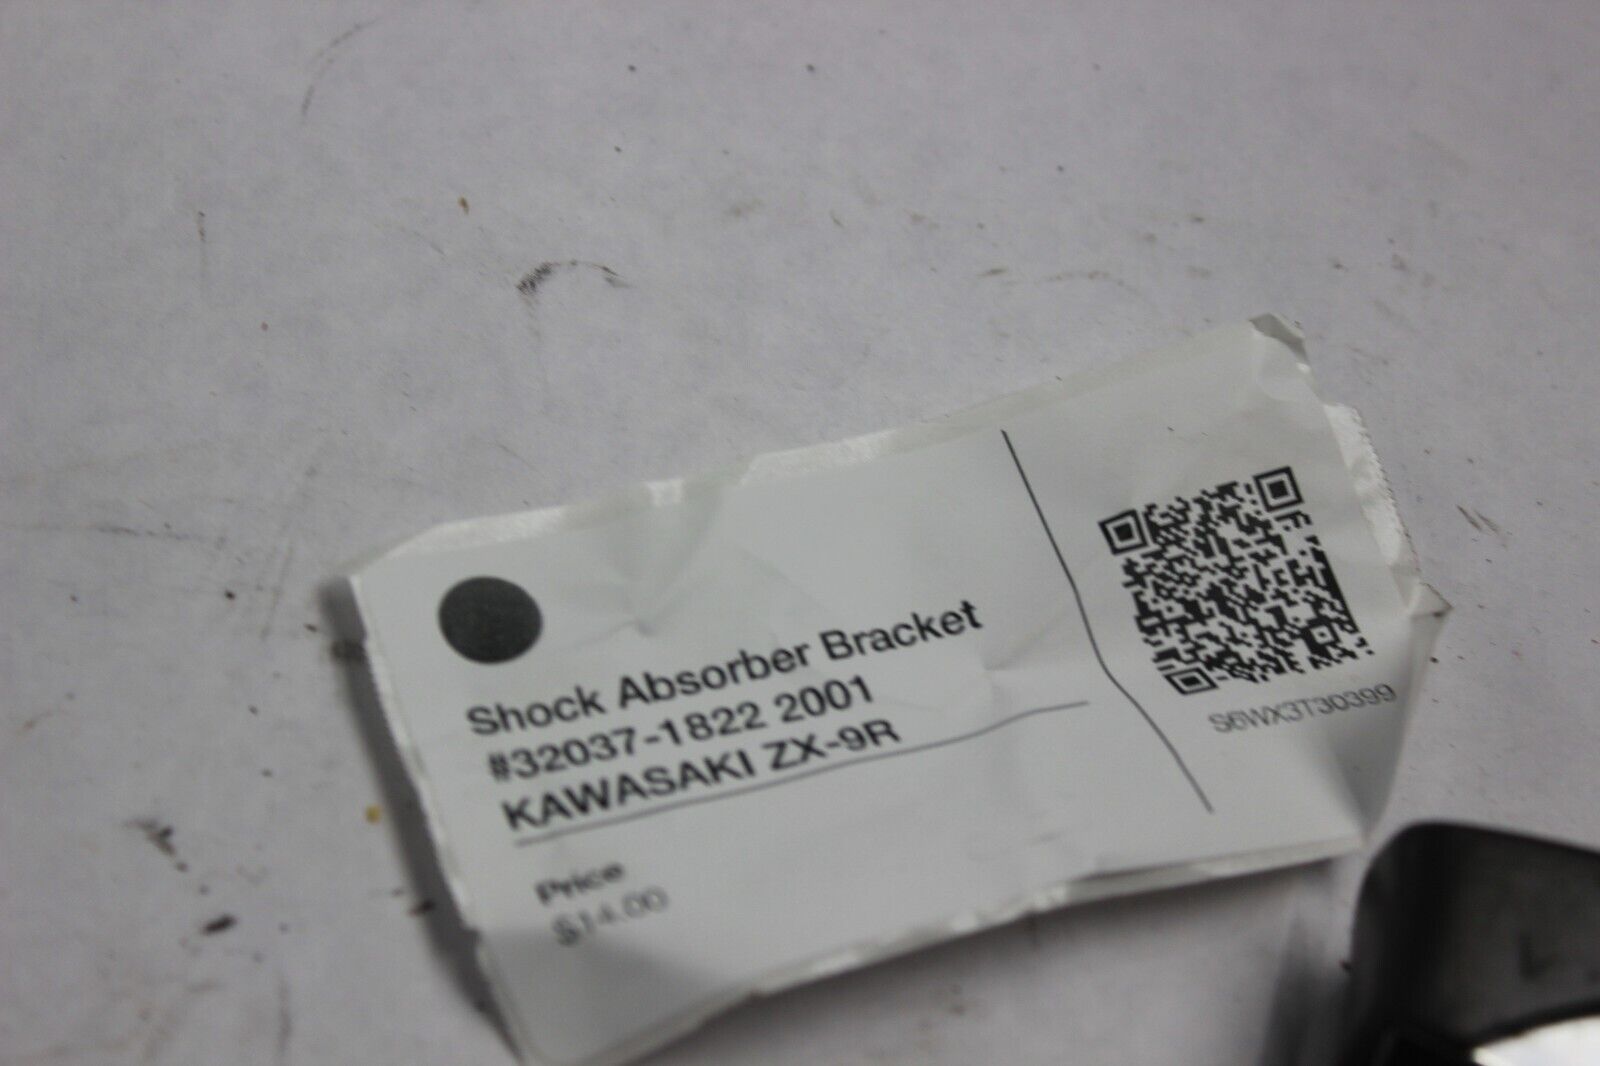 Shock Absorber Bracket
#32037-1822 2001
KAWASAKI ZX-9R
Price
$14.00
S6WX3T30399